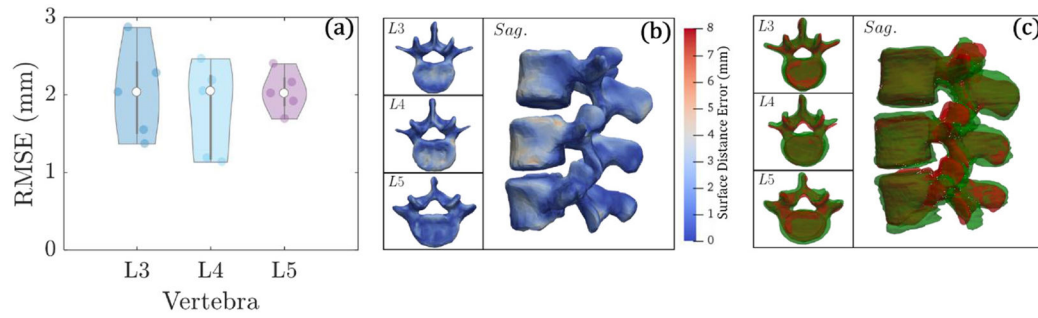 3
2
1
0
RMSE (mm)
L3
L4
L5
Vertebra
(a)
L3
L4
L5
Sag.
(b)
8
7
6
5
4
3
2
1
0
Surface Distance Error (mm)
L3
L4
L5
Sag.
(c)